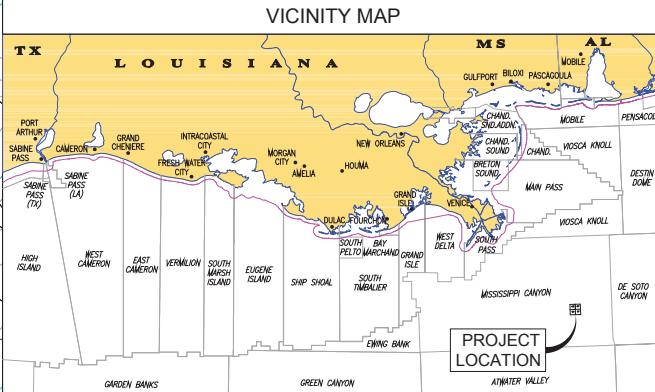 VICINITY MAP
TX
LOUISIANA
MS
AL
MOBILE
BILOXI
GULFPORT
PASCAGOULA
PORT
ARTHUR
SABINE
PASS
CAMERON
GRAND
CHENIERE
INTRACOASTAL
CITY
FRESH WATER
CITY
MORGAN
CITY
AMELIA
HOUMA
NEW ORLEANS
CHAND.
SND.ADDN.
CHAND.
SOUND
BRETON
SOUND
CHAND.
MOBILE
VIOSCA KNOLL
PENSACO
DESTIN
DOME
MAIN PASS
VIOSCA KNOLL
SABINE
PASS
(TX)
SABINE
PASS
(LA)
DULAC
FOURCHON
GRAND
ISLE
VENICE
HIGH
ISLAND
WEST
CAMERON
EAST
CAMERON
VERMILION
SOUTH
MARSH
ISLAND
EUGENE
ISLAND
SHIP SHOAL
SOUTH
PELTO
BAY
MARCHAND
SOUTH
TIMBALIER
GRAND
ISLE
WEST
DELTA
SOUTH
PASS
MISSISSIPPI CANYON
DE SOTO
CANYON
EWING BANK
PROJECT
LOCATION
GARDEN BANKS
GREEN CANYON
ATWATER VALLEY